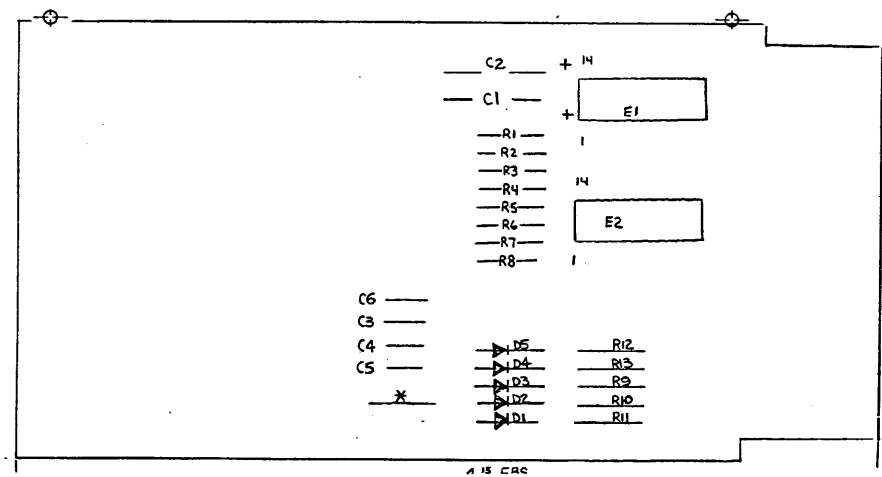 C2 + 14
C1 +
E1
R1
1
R2
R3
14
R4
R5
E2
R6
R7
R8 1
C6
C3
C4
C5
*
D5 R12
D4 R13
D3 R9
D2 R10
D1 R11